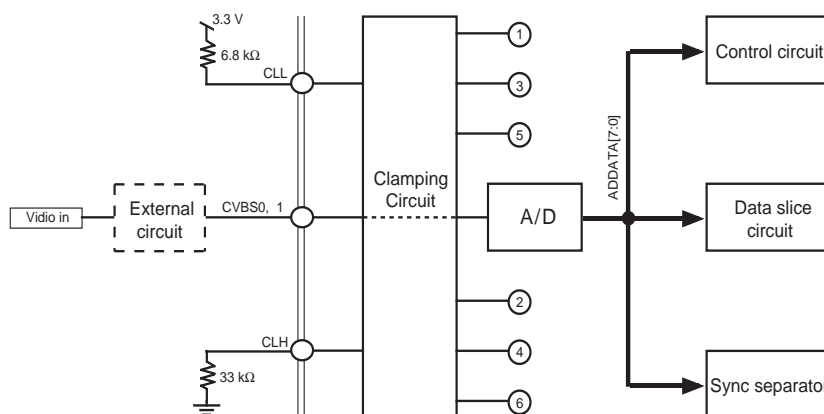 3.3 V
6.8 kΩ
CLL
1
3
5
Control circuit
ADDATA[7:0]
Clamping
Circuit
Vidio in
External
circuit
CVBS0, 1
A/D
Data slice
circuit
2
CLH
4
33 kΩ
6
Sync separator